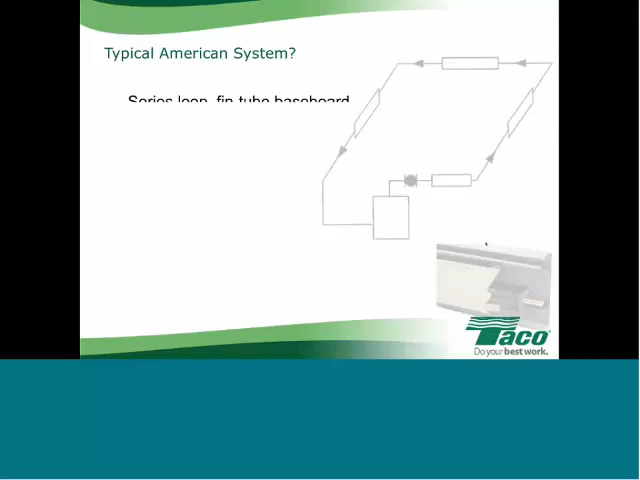 Typical American System?
Series loop, fin-tube baseboard
Taco
Do your best work.